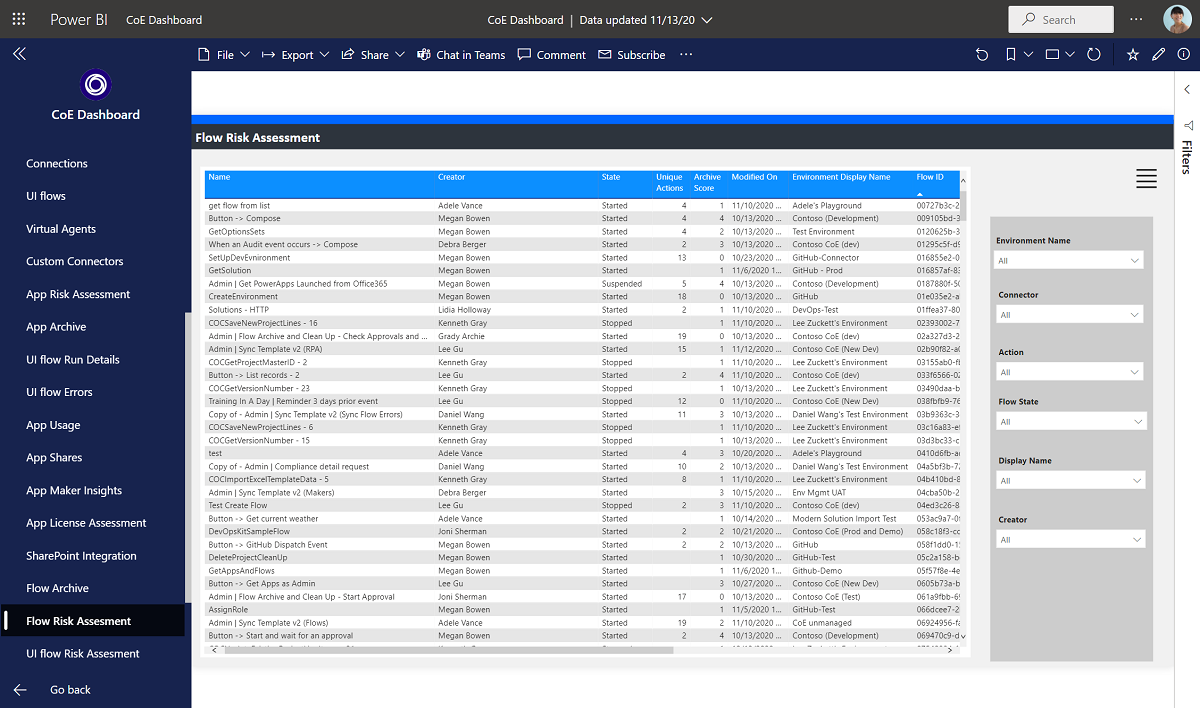 Power BI CoE Dashboard CoE Dashboard | Data updated 11/13/20 Search
File Export Share Chat in Teams Comment Subscribe
CoE Dashboard
Connections
UI flows
Virtual Agents
Custom Connectors
App Risk Assessment
App Archive
UI flow Run Details
UI flow Errors
App Usage
App Shares
App Maker Insights
App License Assessment
SharePoint Integration
Flow Archive
Flow Risk Assesment
UI flow Risk Assesment
Go back
Flow Risk Assessment
Name Creator State Unique Actions Archive Score Modified On Environment Display Name Flow ID
get flow from list Adele Vance Started 4 1 11/10/2020 ... Adele's Playground 00727b3c-2
Button -> Compose Megan Bowen Started 4 4 10/13/2020 ... Contoso (Development) 009105bd-3
GetOptionsSets Megan Bowen Started 4 2 10/13/2020 ... Test Environment 0120625b-3
When an Audit event occurs -> Compose Debra Berger Started 2 3 10/13/2020 ... Contoso CoE (dev) 01295c5f-d9
SetUpDevEnvironment Megan Bowen Started 13 0 10/23/2020 ... GitHub-Connector 016855e2-0
GetSolution Megan Bowen Started 1 11/6/2020 1... GitHub - Prod 016857af-83
Admin | Get PowerApps Launched from Office365 Megan Bowen Suspended 5 4 10/13/2020 ... Contoso (Development) 0187880f-50
CreateEnvironment Megan Bowen Started 18 0 10/13/2020 ... GitHub 01e035e2-a
Solutions - HTTP Lidia Holloway Started 2 1 11/10/2020 ... DevOps-Test 01ffea37-80
COCSaveNewProjectLines - 16 Kenneth Gray Stopped 1 11/10/2020 ... Lee Zuckett's Environment 02393002-7
Admin | Flow Archive and Clean Up - Check Approvals and ... Grady Archie Started 19 0 10/13/2020 ... Contoso CoE (dev) 02a327d3-2
Admin | Sync Template v2 (RPA) Lee Gu Started 15 1 11/12/2020 ... Contoso CoE (New Dev) 02b90f82-a0
COCGetProjectMasterID - 2 Kenneth Gray Stopped 1 11/10/2020 ... Lee Zuckett's Environment 03155ab0-f
Button -> List records - 2 Lee Gu Started 2 4 11/10/2020 ... Contoso CoE (dev) 033f6566-02
COCGetVersionNumber - 23 Kenneth Gray Stopped 1 10/13/2020 ... Lee Zuckett's Environment 03490daa-b
Training In A Day | Reminder 3 days prior event Lee Gu Stopped 12 0 11/10/2020 ... Contoso CoE (New Dev) 038fbfb9-76
Copy of - Admin | Sync Template v2 (Sync Flow Errors) Daniel Wang Started 11 3 10/13/2020 ... Daniel Wang's Test Environment 03b9363c-3
COCSaveNewProjectLines - 6 Kenneth Gray Stopped 1 11/10/2020 ... Lee Zuckett's Environment 03c16a83-e
COCGetVersionNumber - 15 Kenneth Gray Stopped 1 10/13/2020 ... Lee Zuckett's Environment 03d3bc33-c
test Adele Vance Started 4 3 10/20/2020 ... Adele's Playground 0410d6fb-a
Copy of - Admin | Compliance detail request Daniel Wang Started 10 2 10/13/2020 ... Daniel Wang's Test Environment 04a5bf3b-7
COCImportExcelTemplateData - 5 Kenneth Gray Started 8 1 11/10/2020 ... Lee Zuckett's Environment 04b410bd-8
Admin | Sync Template v2 (Makers) Debra Berger Started 3 10/15/2020 ... Env Mgmt UAT 04cba50b-2
Test Create Flow Lee Gu Stopped 2 3 11/10/2020 ... Contoso CoE (dev) 04ed3c26-8
Button -> Get current weather Adele Vance Started 1 10/14/2020 ... Modern Solution Import Test 053ac9a7-0
DevOpsKitSampleFlow Joni Sherman Started 2 2 10/21/2020 ... Contoso CoE (Prod and Demo) 058c18f3-c
Button -> GitHub Dispatch Event Megan Bowen Started 2 2 10/13/2020 ... GitHub 058f1dd0-1
DeleteProjectCleanUp Megan Bowen Started 1 10/30/2020 ... GitHub-Test 05c2a158-b
GetAppsAndFlows Megan Bowen Started 1 11/6/2020 1... Github-Demo 05f57f8e-4e
Button -> Get Apps as Admin Lee Gu Started 3 10/27/2020 ... Contoso CoE (New Dev) 0605b73a-b
Admin | Flow Archive and Clean Up - Start Approval Joni Sherman Started 17 0 10/13/2020 ... Contoso CoE (Test) 061a9fbb-6
AssignRole Megan Bowen Started 1 11/5/2020 1... GitHub-Test 066dcee7-2
Admin | Sync Template v2 (Flows) Adele Vance Started 19 2 11/10/2020 ... CoE unmanaged 06924956-f
Button -> Start and wait for an approval Megan Bowen Started 2 4 10/13/2020 ... Contoso (Development) 069470c9-d
Environment Name
All
Connector
All
Action
All
Flow State
All
Display Name
All
Creator
All
Filters